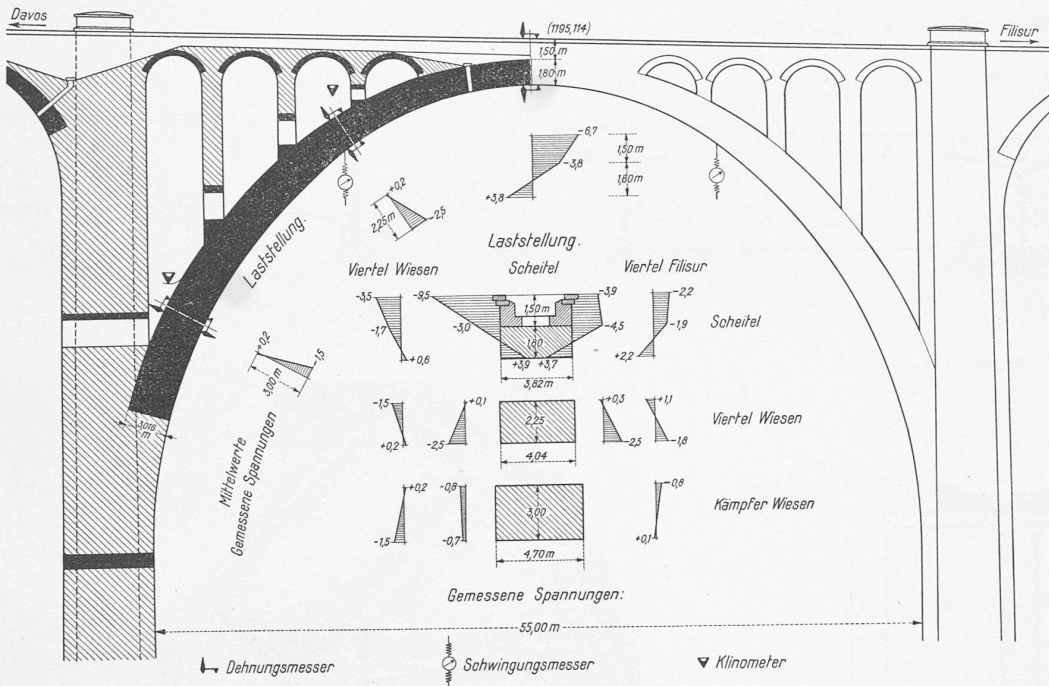 Davos
Filisur
(1195,114)
1,50 m
1,80 m
-6,7
1,50 m
-3,8
1,80 m
+3,8
+0,2
2,25 m
-2,5
Laststellung.
Laststellung.
Viertel Wiesen
Scheitel
Viertel Filisur
-3,5
-9,5
-3,9
-2,2
1,50 m
Scheitel
-1,7
-3,0
-4,5
-1,9
1,80
+0,6
+3,9
+3,7
+2,2
3,82 m
+0,2
-1,5
3,00 m
-1,5
+0,1
+0,3
+1,1
2,25
Viertel Wiesen
+0,2
-2,5
-2,5
-1,8
4,04
3,016 m
Mittelwerte
Gemessene Spannungen
+0,2
-0,8
-0,8
3,00
Kämpfer Wiesen
-1,5
-0,7
+0,1
4,70 m
Gemessene Spannungen:
55,00 m
Dehnungsmesser
Schwingungsmesser
Klinometer